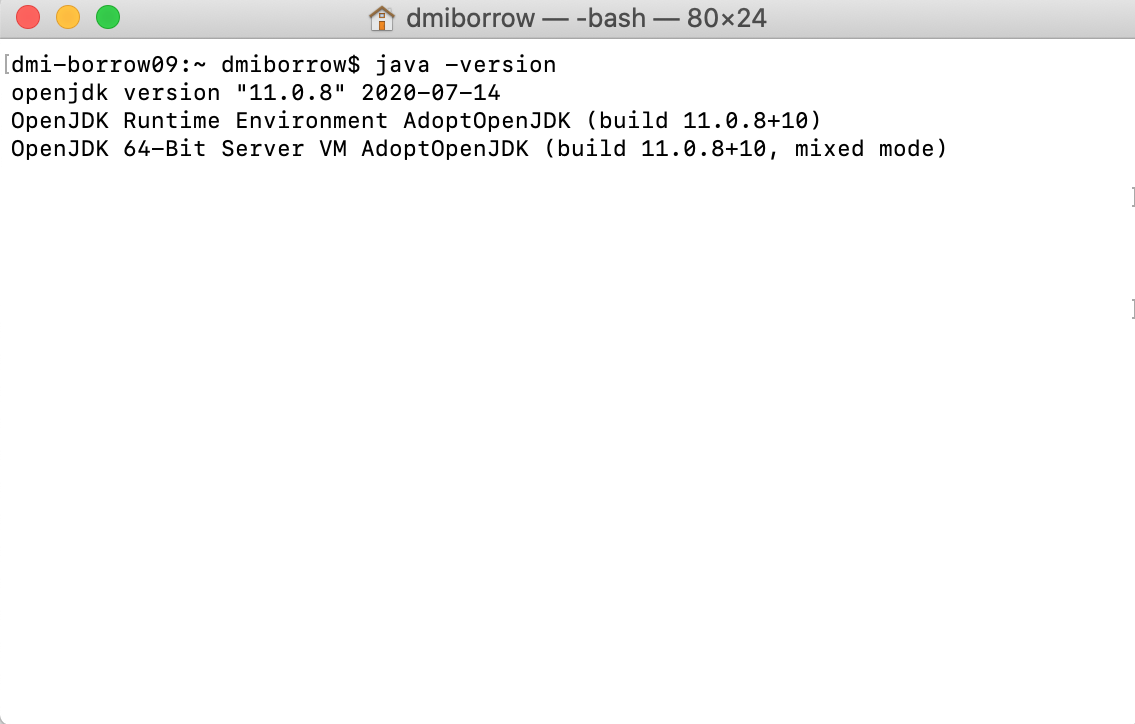 dmiborrow — -bash — 80×24
[dmi-borrow09:~ dmiborrow$ java -version
openjdk version "11.0.8" 2020-07-14
OpenJDK Runtime Environment AdoptOpenJDK (build 11.0.8+10)
OpenJDK 64-Bit Server VM AdoptOpenJDK (build 11.0.8+10, mixed mode)
]
]